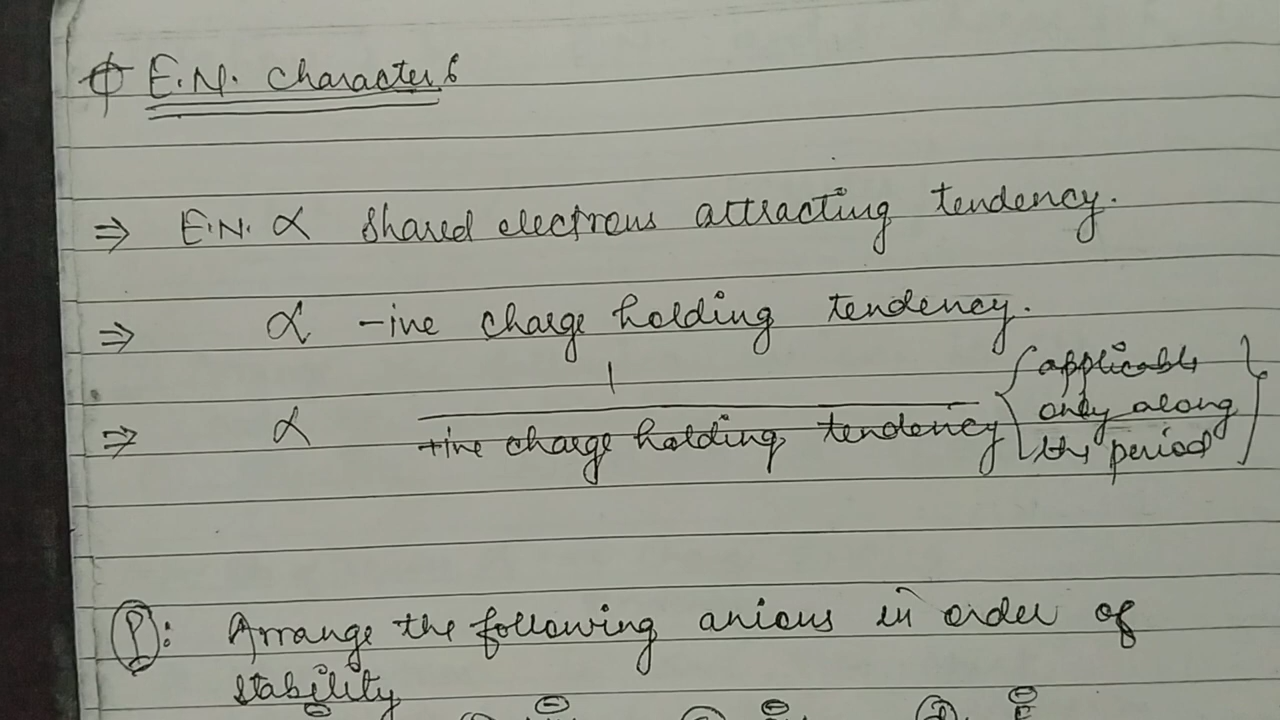 E.N. Character:
⇒ E.N. ∝ shared electrons attracting tendency.
⇒ ∝ -ive charge holding tendency.
⇒ ∝ 1
+ive charge holding tendency {applicable
only along
the period}
(P): Arrange the following anions in order of
stability